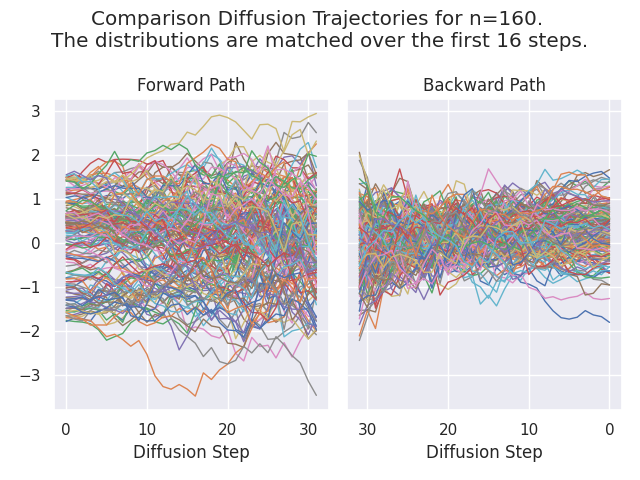 Comparison Diffusion Trajectories for n=160.
The distributions are matched over the first 16 steps.
Forward Path
Backward Path
3
2
1
0
−1
−2
−3
0 10 20 30
30 20 10 0
Diffusion Step
Diffusion Step